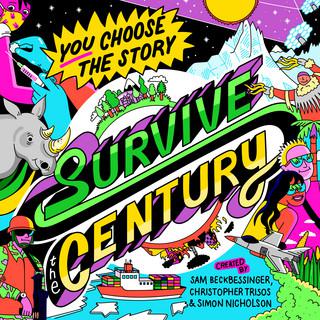 YOU CHOOSE
THE STORY
SURVIVE
the CENTURY
CREATED
BY
SAM BECKBESSINGER,
CHRISTOPHER TRISOS
& SIMON NICHOLSON